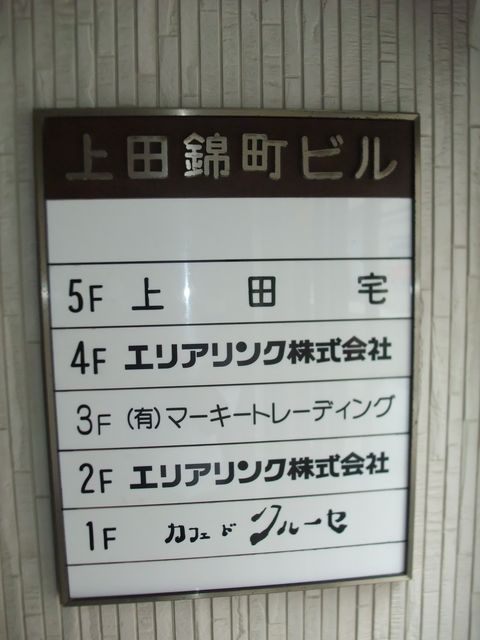 上田錦町ビル
5F 上田宅
4F エリアリンク株式会社
3F (有)マーキートレーディング
2F エリアリンク株式会社
1F カフェ ド クルーセ